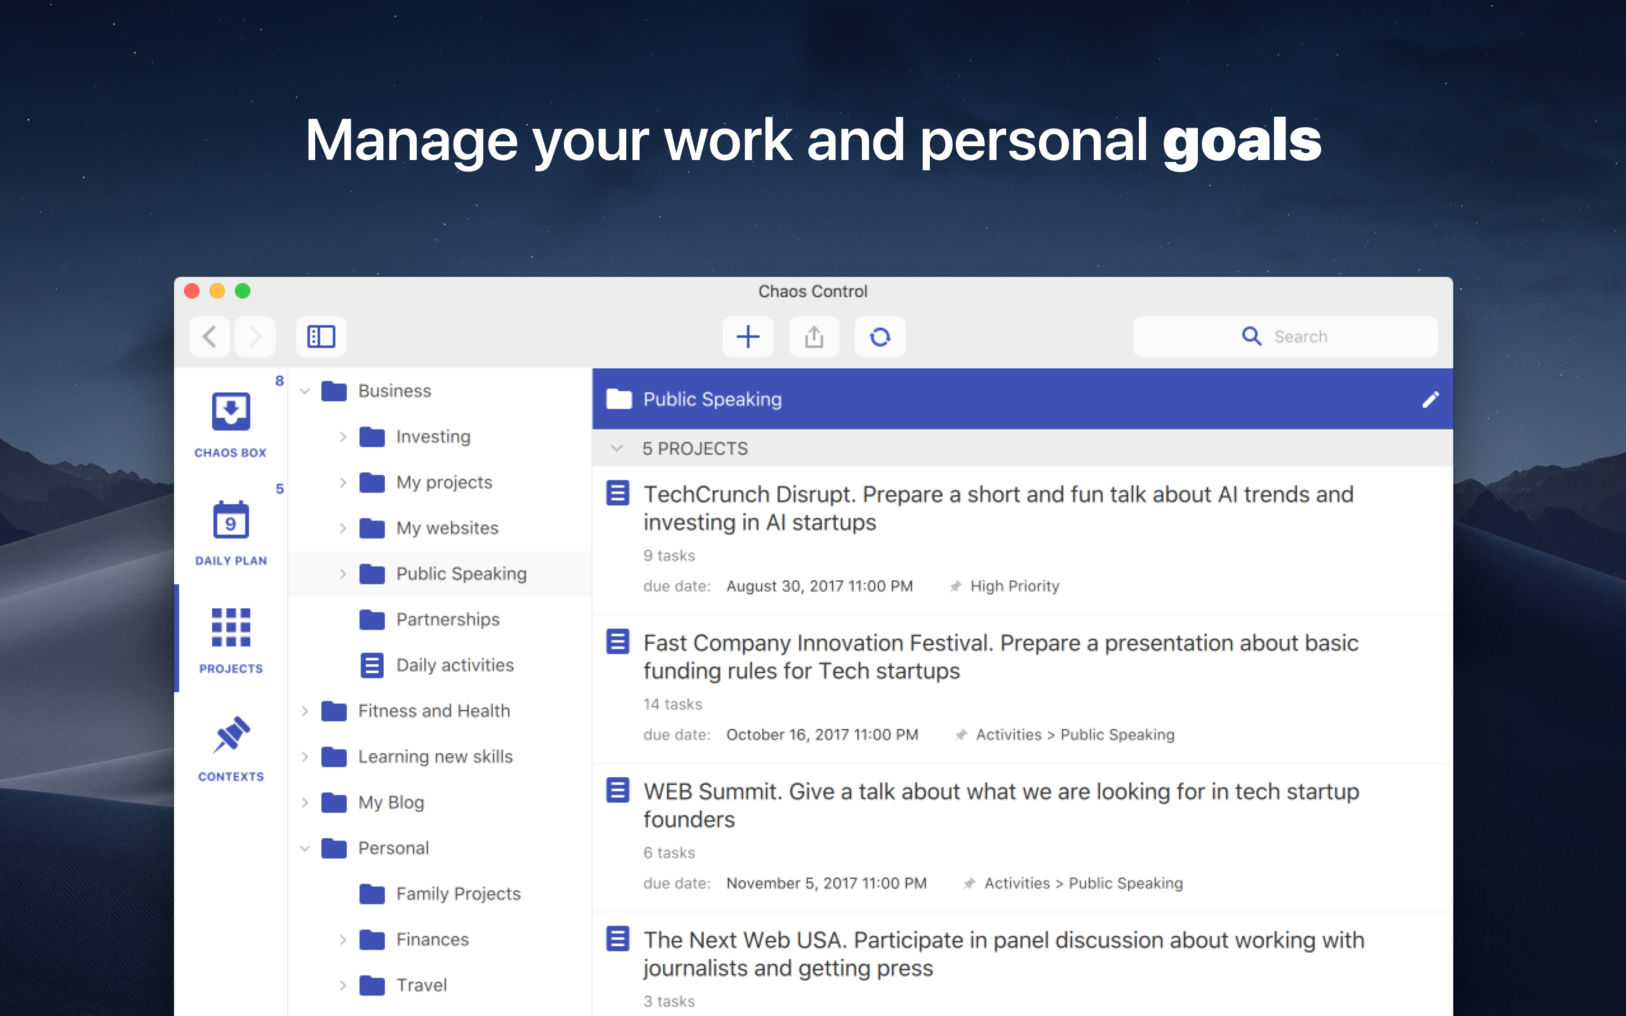 Manage your work and personal goals
Chaos Control
Search
8
CHAOS BOX
5
9
DAILY PLAN
PROJECTS
CONTEXTS
Business
Investing
My projects
My websites
Public Speaking
Partnerships
Daily activities
Fitness and Health
Learning new skills
My Blog
Personal
Family Projects
Finances
Travel
Public Speaking
5 PROJECTS
TechCrunch Disrupt. Prepare a short and fun talk about AI trends and
investing in AI startups
9 tasks
due date: August 30, 2017 11:00 PM High Priority
Fast Company Innovation Festival. Prepare a presentation about basic
funding rules for Tech startups
14 tasks
due date: October 16, 2017 11:00 PM Activities > Public Speaking
WEB Summit. Give a talk about what we are looking for in tech startup
founders
6 tasks
due date: November 5, 2017 11:00 PM Activities > Public Speaking
The Next Web USA. Participate in panel discussion about working with
journalists and getting press
3 tasks